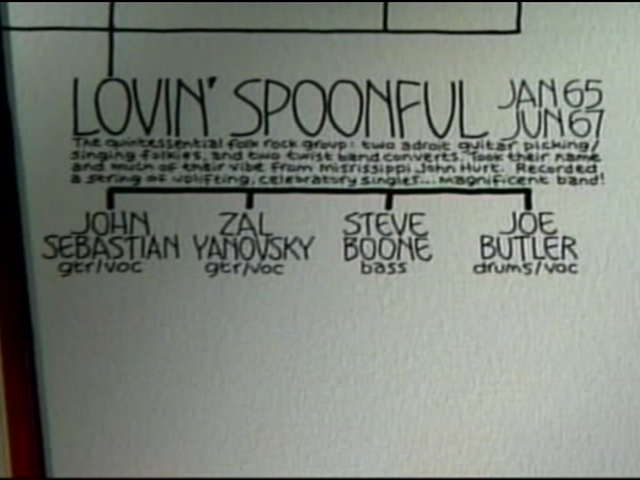 LOVIN' SPOONFUL JAN 65 JUN 67
The quintessential folk rock group: two adroit guitar picking/
singing folkies, and two twist band converts. Took their name
and much of their vibe from Mississippi John Hurt. Recorded
a string of uplifting, celebratory singles... magnificent band!
JOHN SEBASTIAN gtr/voc
ZAL YANOVSKY gtr/voc
STEVE BOONE bass
JOE BUTLER drums/voc